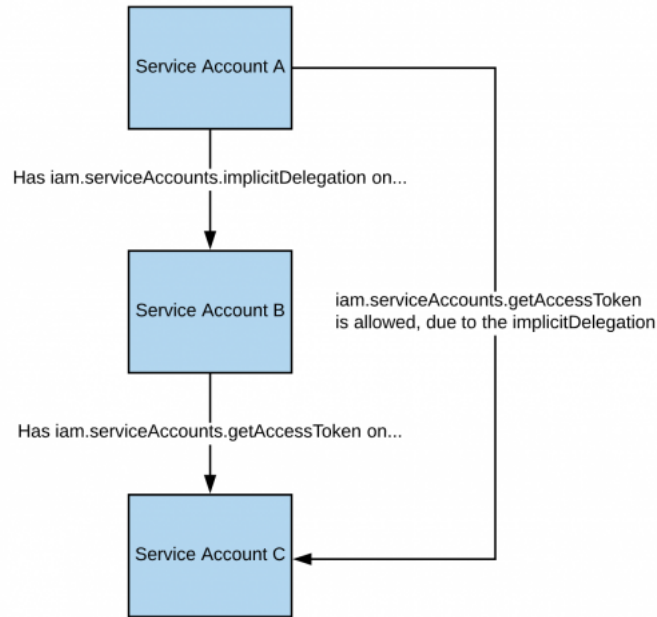 Service Account A
Has iam.serviceAccounts.implicitDelegation on...
Service Account B
iam.serviceAccounts.getAccessToken
is allowed, due to the implicitDelegation
Has iam.serviceAccounts.getAccessToken on...
Service Account C